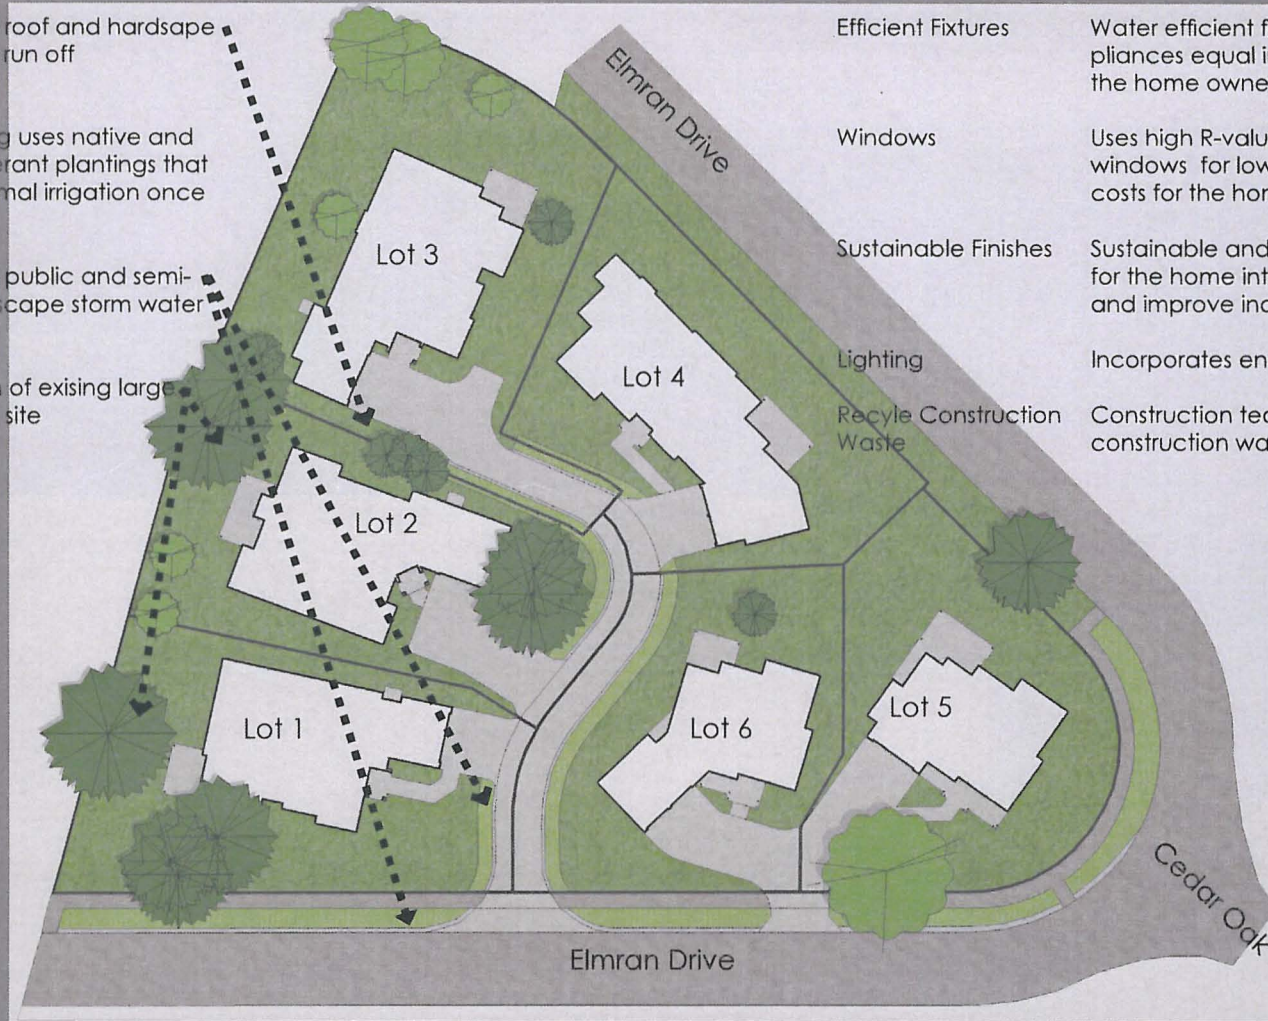 roof and hardsape
run off
g uses native and
erant plantings that
mal irrigation once
public and semi-
scape storm water
n of exising large
site
Elmran Drive
Lot 3
Lot 4
Lot 2
Lot 1
Lot 6
Lot 5
Cedar Oak
Elmran Drive
Efficient Fixtures
Water efficient f
pliances equal i
the home owne
Windows
Uses high R-valu
windows for low
costs for the hor
Sustainable Finishes
Sustainable and
for the home int
and improve ind
Lighting
Incorporates en
Recyle Construction
Waste
Construction tec
construction wa